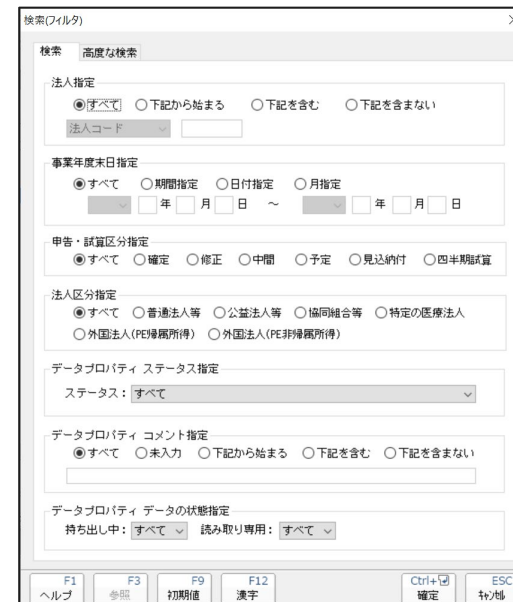 検索(フィルタ)
検索 高度な検索
法人指定
すべて 下記から始まる 下記を含む 下記を含まない
法人コード
事業年度末日指定
すべて 期間指定 日付指定 月指定
年 月 日 ～ 年 月 日
申告・試算区分指定
すべて 確定 修正 中間 予定 見込納付 四半期試算
法人区分指定
すべて 普通法人等 公益法人等 協同組合等 特定の医療法人
外国法人(PE帰属所得) 外国法人(PE非帰属所得)
データプロパティ ステータス指定
ステータス： すべて
データプロパティ コメント指定
すべて 未入力 下記から始まる 下記を含む 下記を含まない
データプロパティ データの状態指定
持ち出し中： すべて 読み取り専用： すべて
F1 F3 F9 F12 Ctrl+ ESC
ヘルプ 参照 初期値 漢字 確定 ｷｬﾝｾﾙ